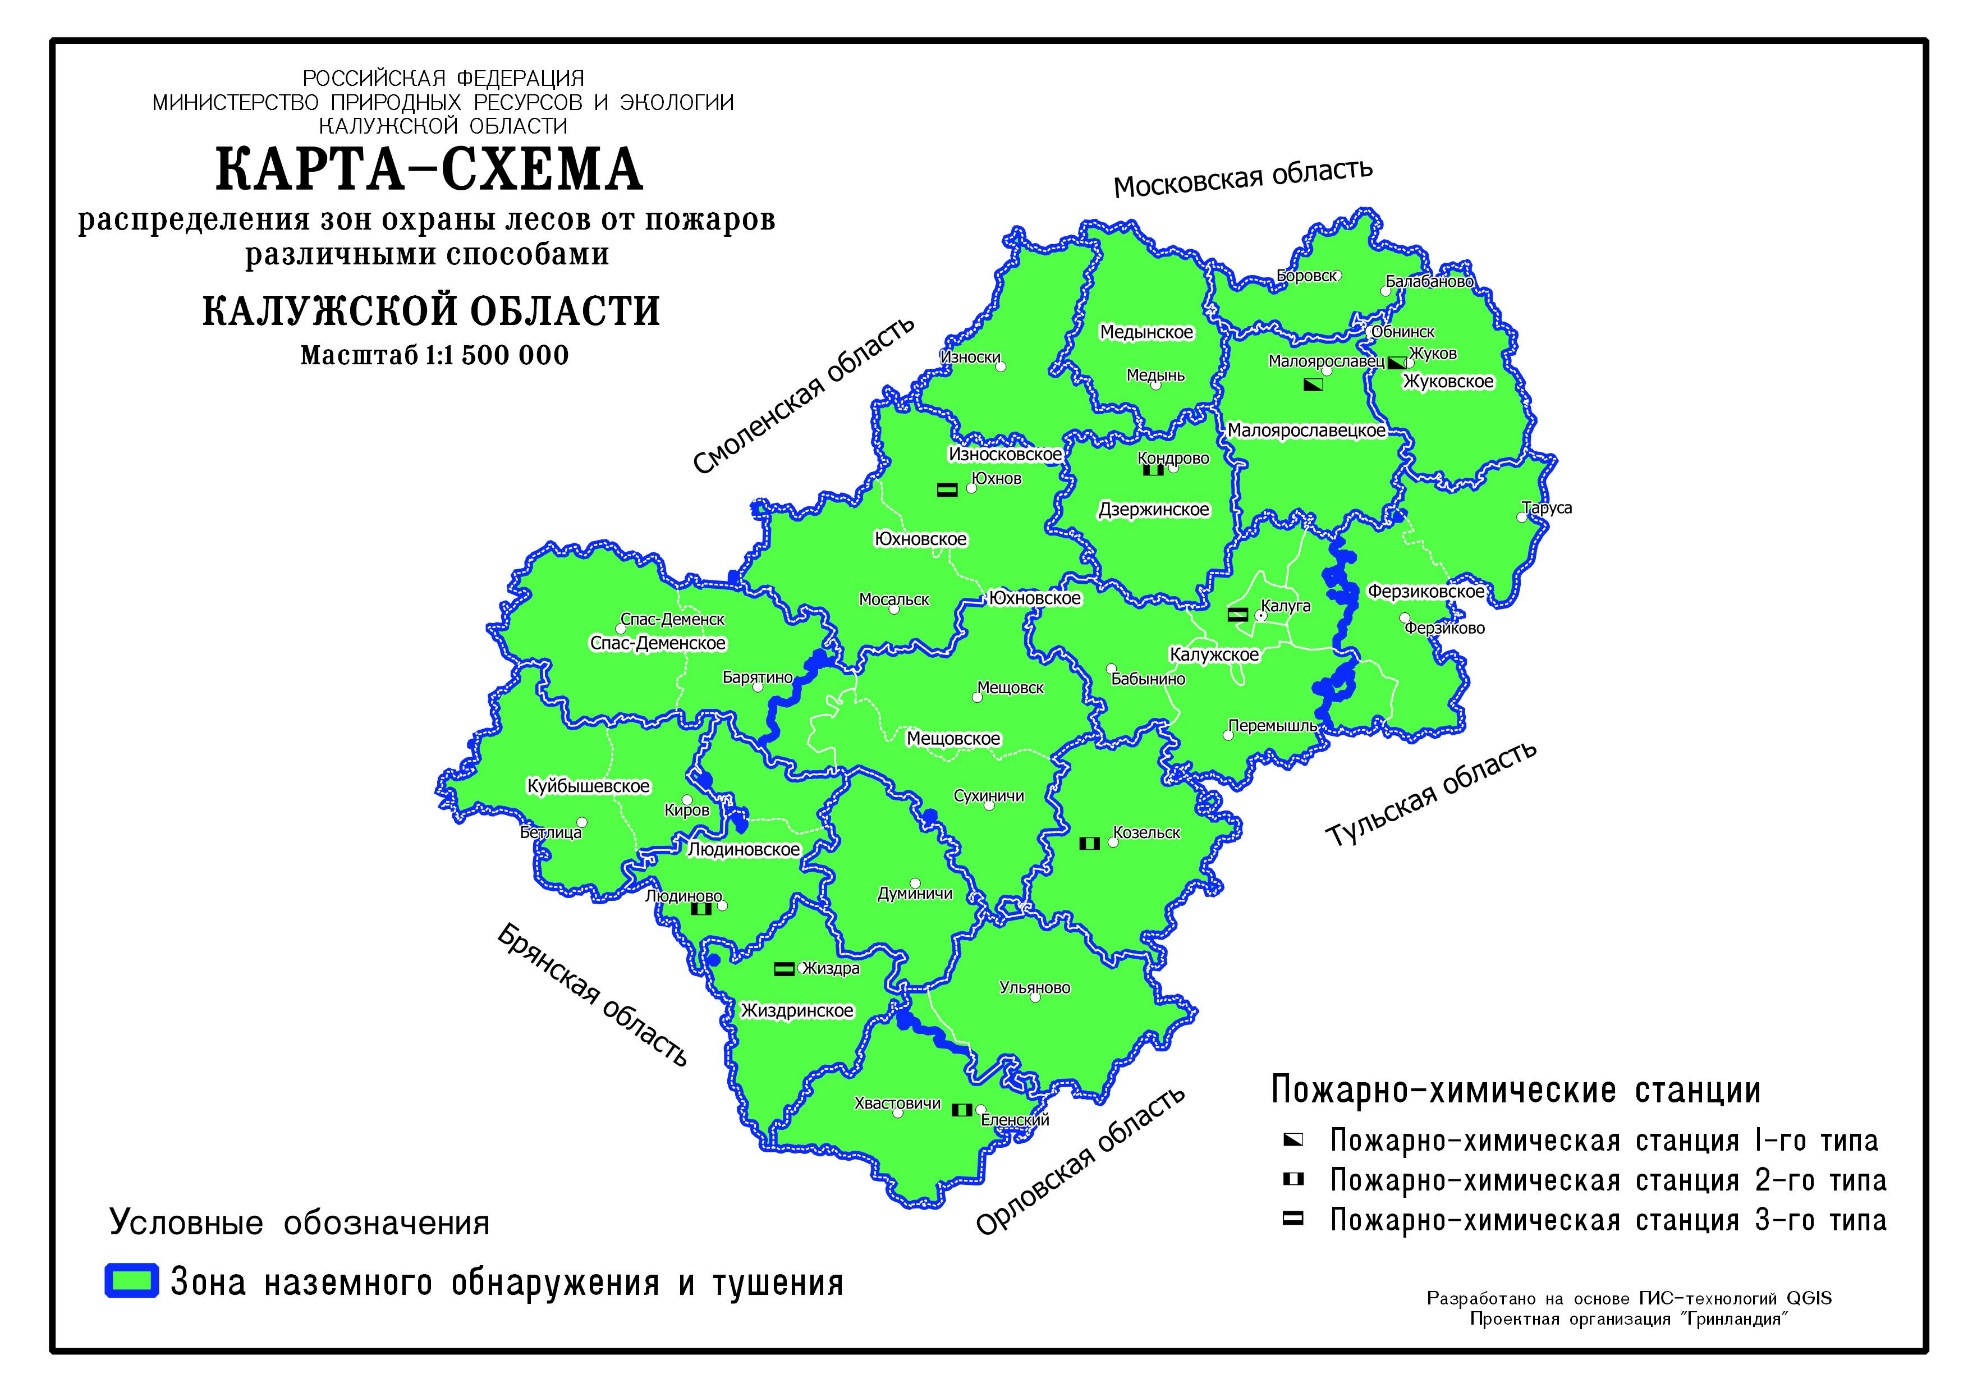 РОССИЙСКАЯ ФЕДЕРАЦИЯ
МИНИСТЕРСТВО ПРИРОДНЫХ РЕСУРСОВ И ЭКОЛОГИИ
КАЛУЖСКОЙ ОБЛАСТИ
КАРТА-СХЕМА
распределения зон охраны лесов от пожаров
различными способами
КАЛУЖСКОЙ ОБЛАСТИ
Масштаб 1:1 500 000
Московская область
Смоленская область
Боровск
Балабаново
Медынское
Обнинск
Износки
Малоярославец
Жуков
Медынь
Жуковское
Малоярославецкое
Износковское
Кондрово
Юхнов
Дзержинское
Таруса
Юхновское
Ферзиковское
Мосальск
Юхновское
Калуга
Спас-Деменск
Ферзиково
Спас-Деменское
Калужское
Барятино
Бабынино
Мещовск
Перемышль
Мещовское
Тульская область
Куйбышевское
Сухиничи
Киров
Бетлица
Козельск
Людиновское
Людиново
Думиничи
Брянская область
Жиздра
Ульяново
Жиздринское
Хвастовичи
Еленский
Орловская область
Пожарно-химические станции
Пожарно-химическая станция 1-го типа
Пожарно-химическая станция 2-го типа
Пожарно-химическая станция 3-го типа
Условные обозначения
Зона наземного обнаружения и тушения
Разработано на основе ГИС-технологий QGIS
Проектная организация "Гринландия"